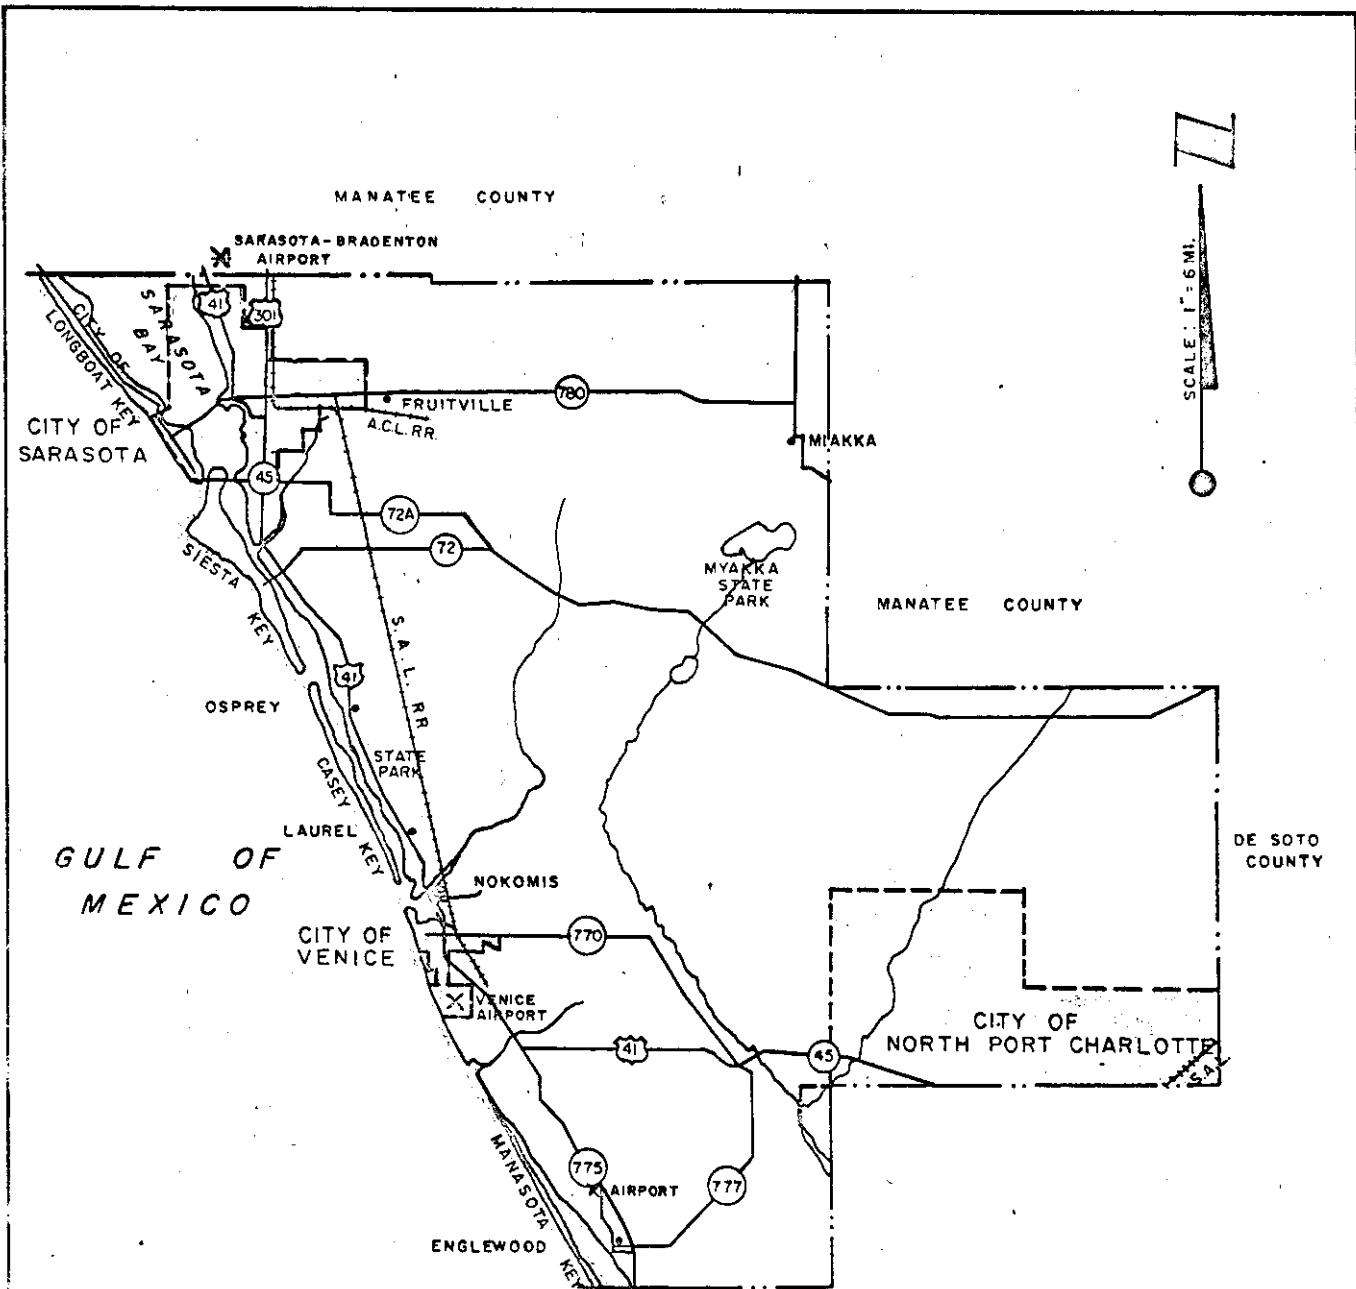 MANATEE COUNTY
SARASOTA-BRADENTON
AIRPORT
SCALE: 1" = 6 MI.
41
301
SARASOTA
BAY
CITY OF
LONGBOAT KEY
780
FRUITVILLE
A.C.L. RR.
CITY OF
SARASOTA
MIAKKA
45
72A
72
SIESTA
KEY
MYAKKA
STATE
PARK
MANATEE COUNTY
S. A. L. RR
41
OSPREY
STATE
PARK
CASEY
KEY
LAUREL
GULF OF
MEXICO
DE SOTO
COUNTY
NOKOMIS
CITY OF
VENICE
770
VENICE
AIRPORT
CITY OF
NORTH PORT CHARLOTTE
41
45
S.A.L.
MANASOTA
KEY
775
AIRPORT
777
ENGLEWOOD